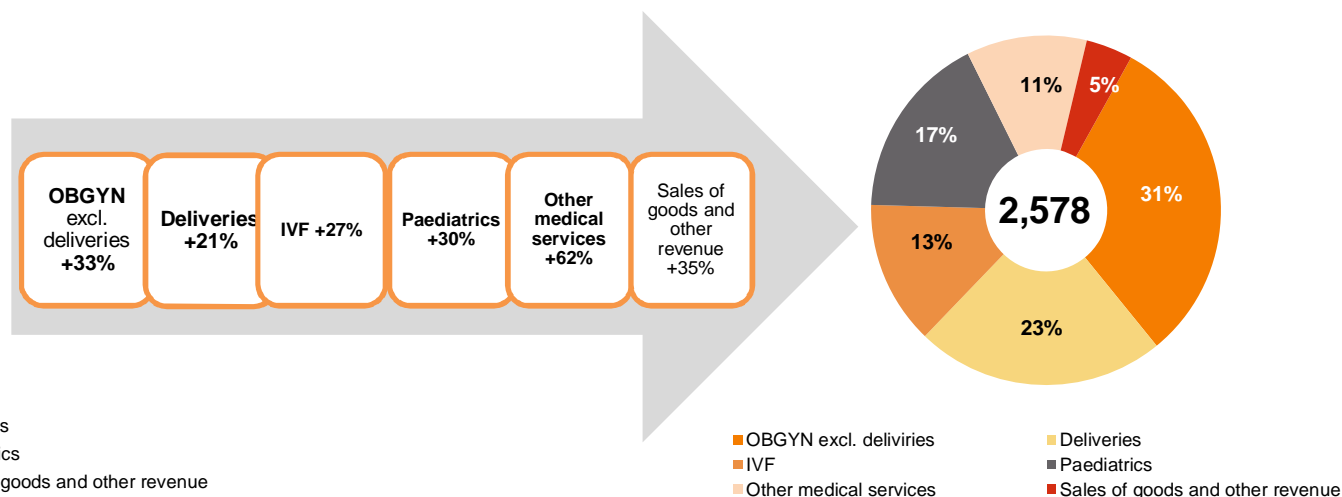 OBGYN
excl.
deliveries
+33%
Deliveries
+21%
IVF +27%
Paediatrics
+30%
Other
medical
services
+62%
Sales of
goods and
other
revenue
+35%
11%
5%
17%
31%
2,578
13%
23%
s
ics
goods and other revenue
OBGYN excl. deliviries
Deliveries
IVF
Paediatrics
Other medical services
Sales of goods and other revenue